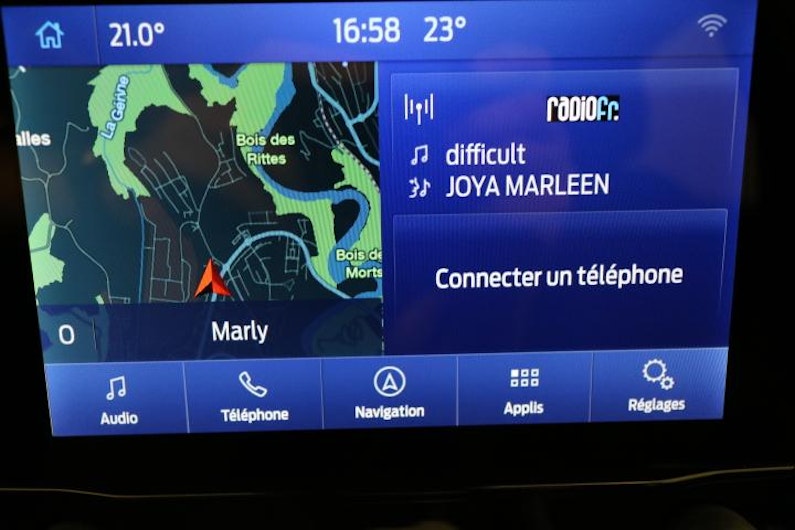 21.0°
16:58
23°
La Gérine
alles
Bois des
Rittes
Bois de
Morts
0
Marly
RADIOFR.
difficult
JOYA MARLEEN
Connecter un téléphone
Audio
Téléphone
Navigation
Applis
Réglages